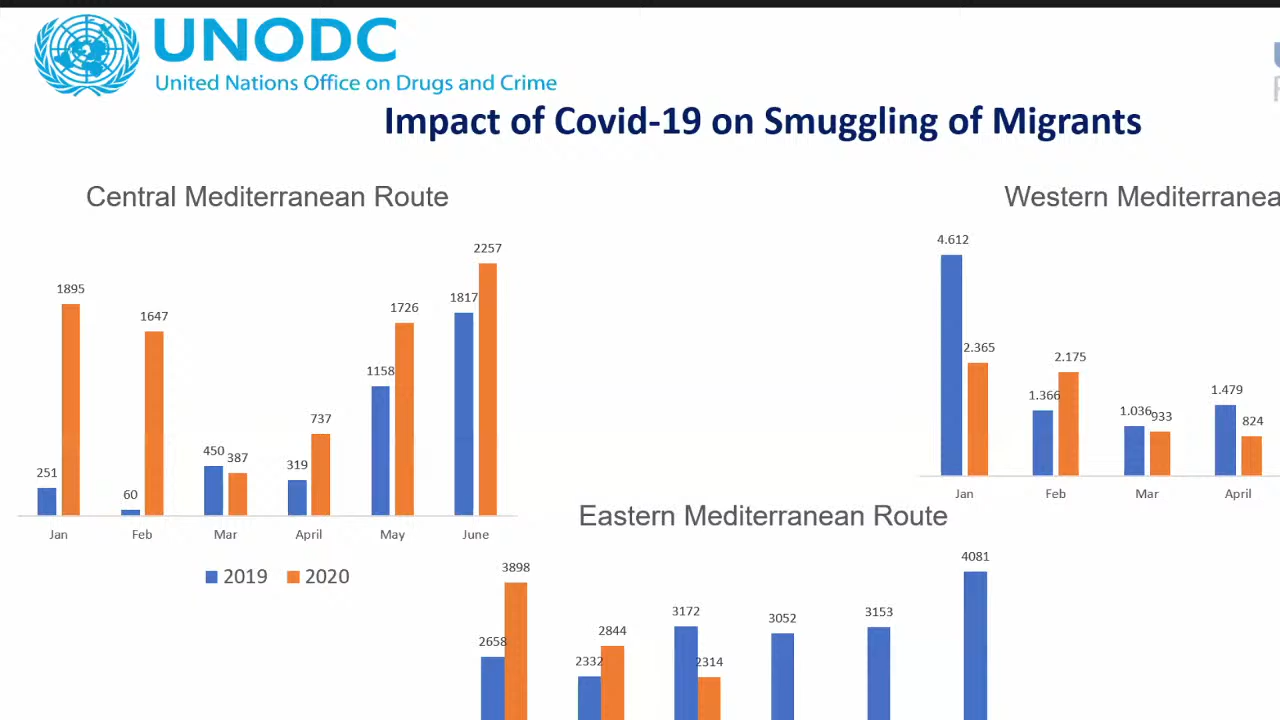 UNODC
United Nations Office on Drugs and Crime
Impact of Covid-19 on Smuggling of Migrants
Central Mediterranean Route
251
1895
60
1647
450
387
319
737
1158
1726
1817
2257
Jan
Feb
Mar
April
May
June
2019
2020
Western Mediterranea
4.612
2.365
1.366
2.175
1.036
933
1.479
824
Jan
Feb
Mar
April
Eastern Mediterranean Route
2658
3898
2332
2844
3172
2314
3052
3153
4081